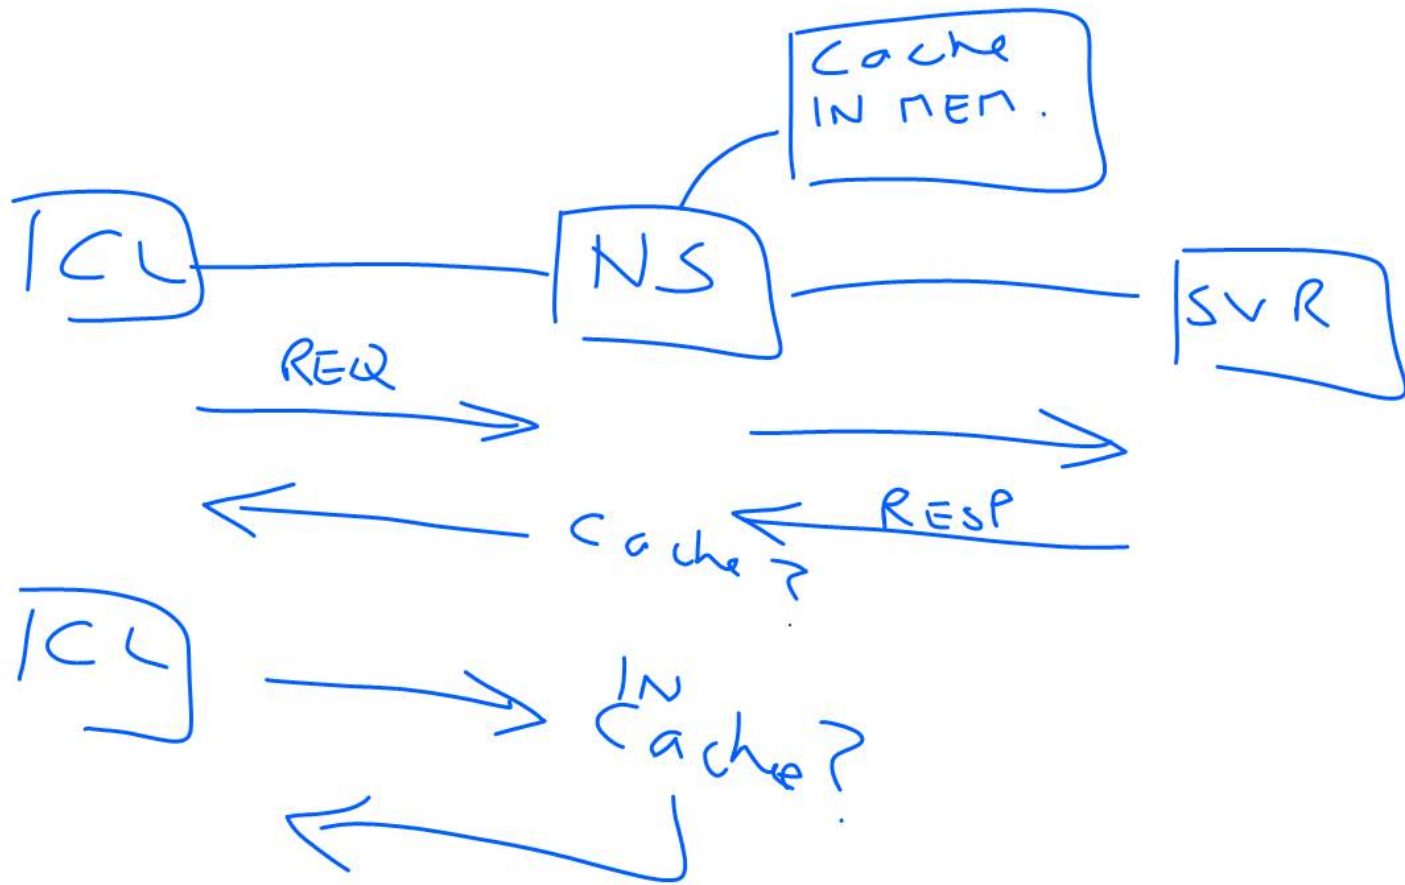 Cache
IN MEM.
CL
NS
SVR
REQ
RESP
Cache?
CL
IN
Cache?